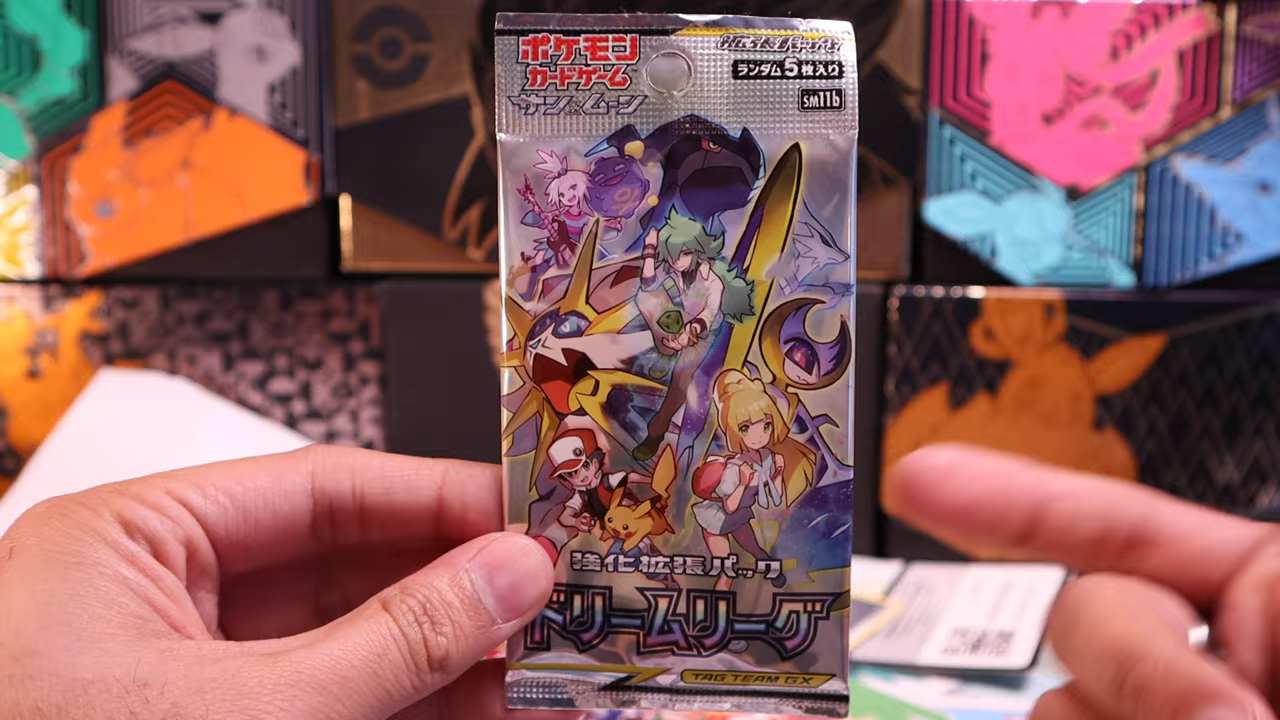 ポケモン
カードゲーム
サン&ムーン
ランダム5枚入り
SM11b
強化拡張パック
ドリームリーグ
TAG TEAM GX